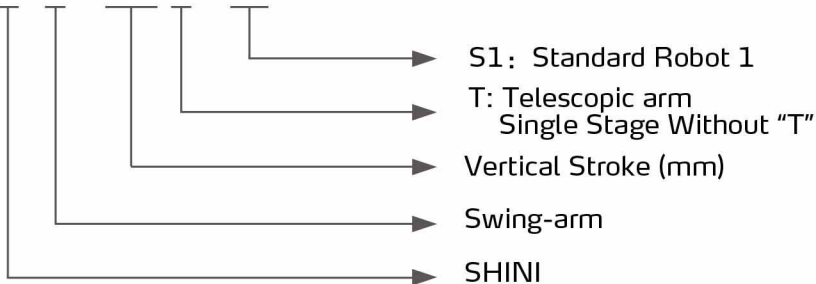 S1: Standard Robot 1
T: Telescopic arm
Single Stage Without “T”
Vertical Stroke (mm)
Swing-arm
SHINI